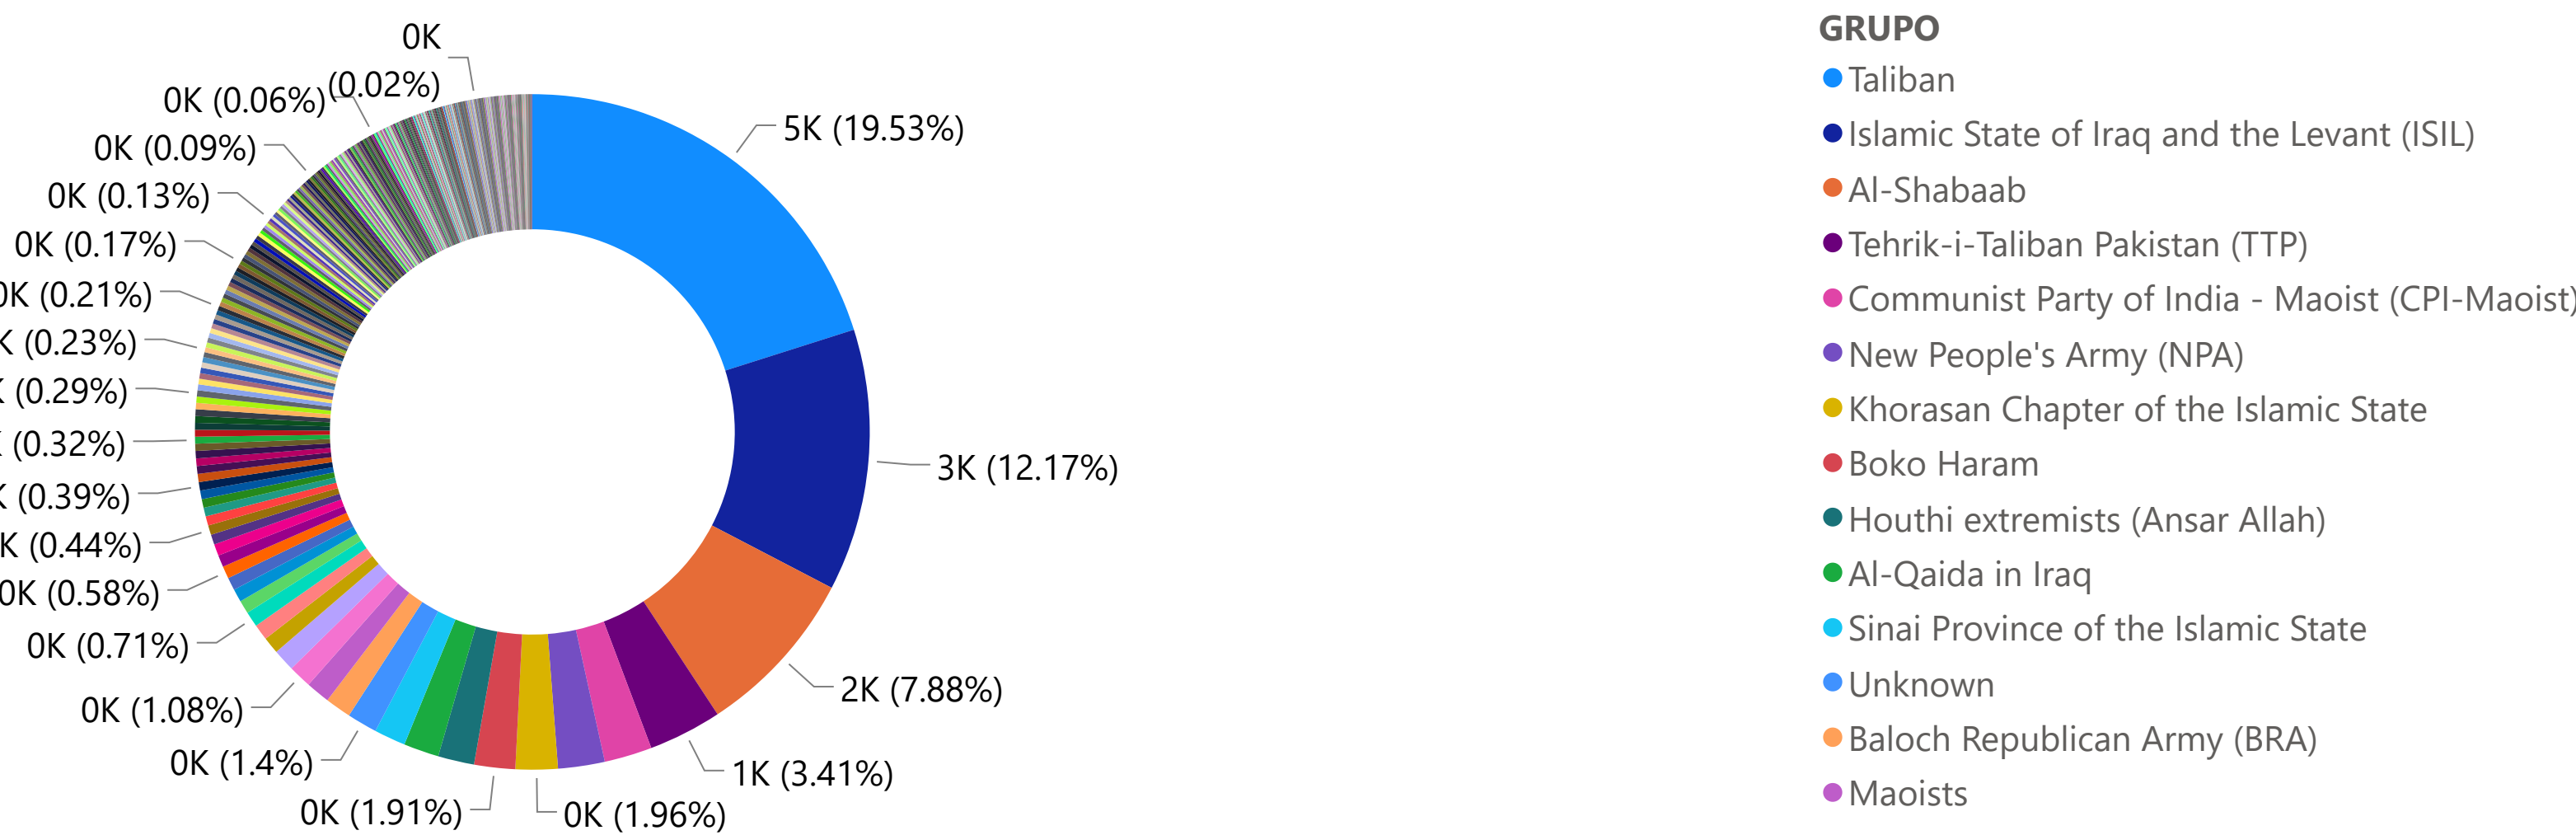 0K
(0.02%)
0K (0.06%)
0K (0.09%)
0K (0.13%)
0K (0.17%)
0K (0.21%)
K (0.23%)
(0.29%)
(0.32%)
K (0.39%)
K (0.44%)
0K (0.58%)
0K (0.71%)
0K (1.08%)
0K (1.4%)
0K (1.91%)
0K (1.96%)
1K (3.41%)
2K (7.88%)
3K (12.17%)
5K (19.53%)
GRUPO
Taliban
Islamic State of Iraq and the Levant (ISIL)
Al-Shabaab
Tehrik-i-Taliban Pakistan (TTP)
Communist Party of India - Maoist (CPI-Maoist)
New People's Army (NPA)
Khorasan Chapter of the Islamic State
Boko Haram
Houthi extremists (Ansar Allah)
Al-Qaida in Iraq
Sinai Province of the Islamic State
Unknown
Baloch Republican Army (BRA)
Maoists